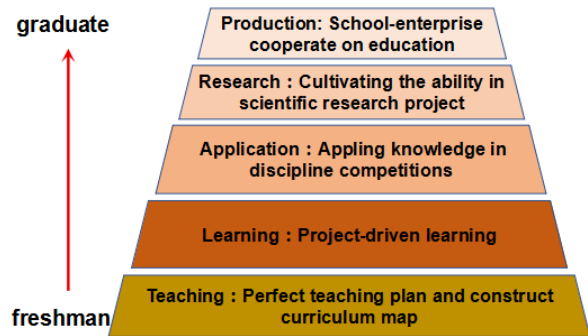 graduate
Production: School-enterprise
cooperate on education
Research : Cultivating the ability in
scientific research project
Application : Appling knowledge in
discipline competitions
Learning : Project-driven learning
Teaching : Perfect teaching plan and construct
curriculum map
freshman